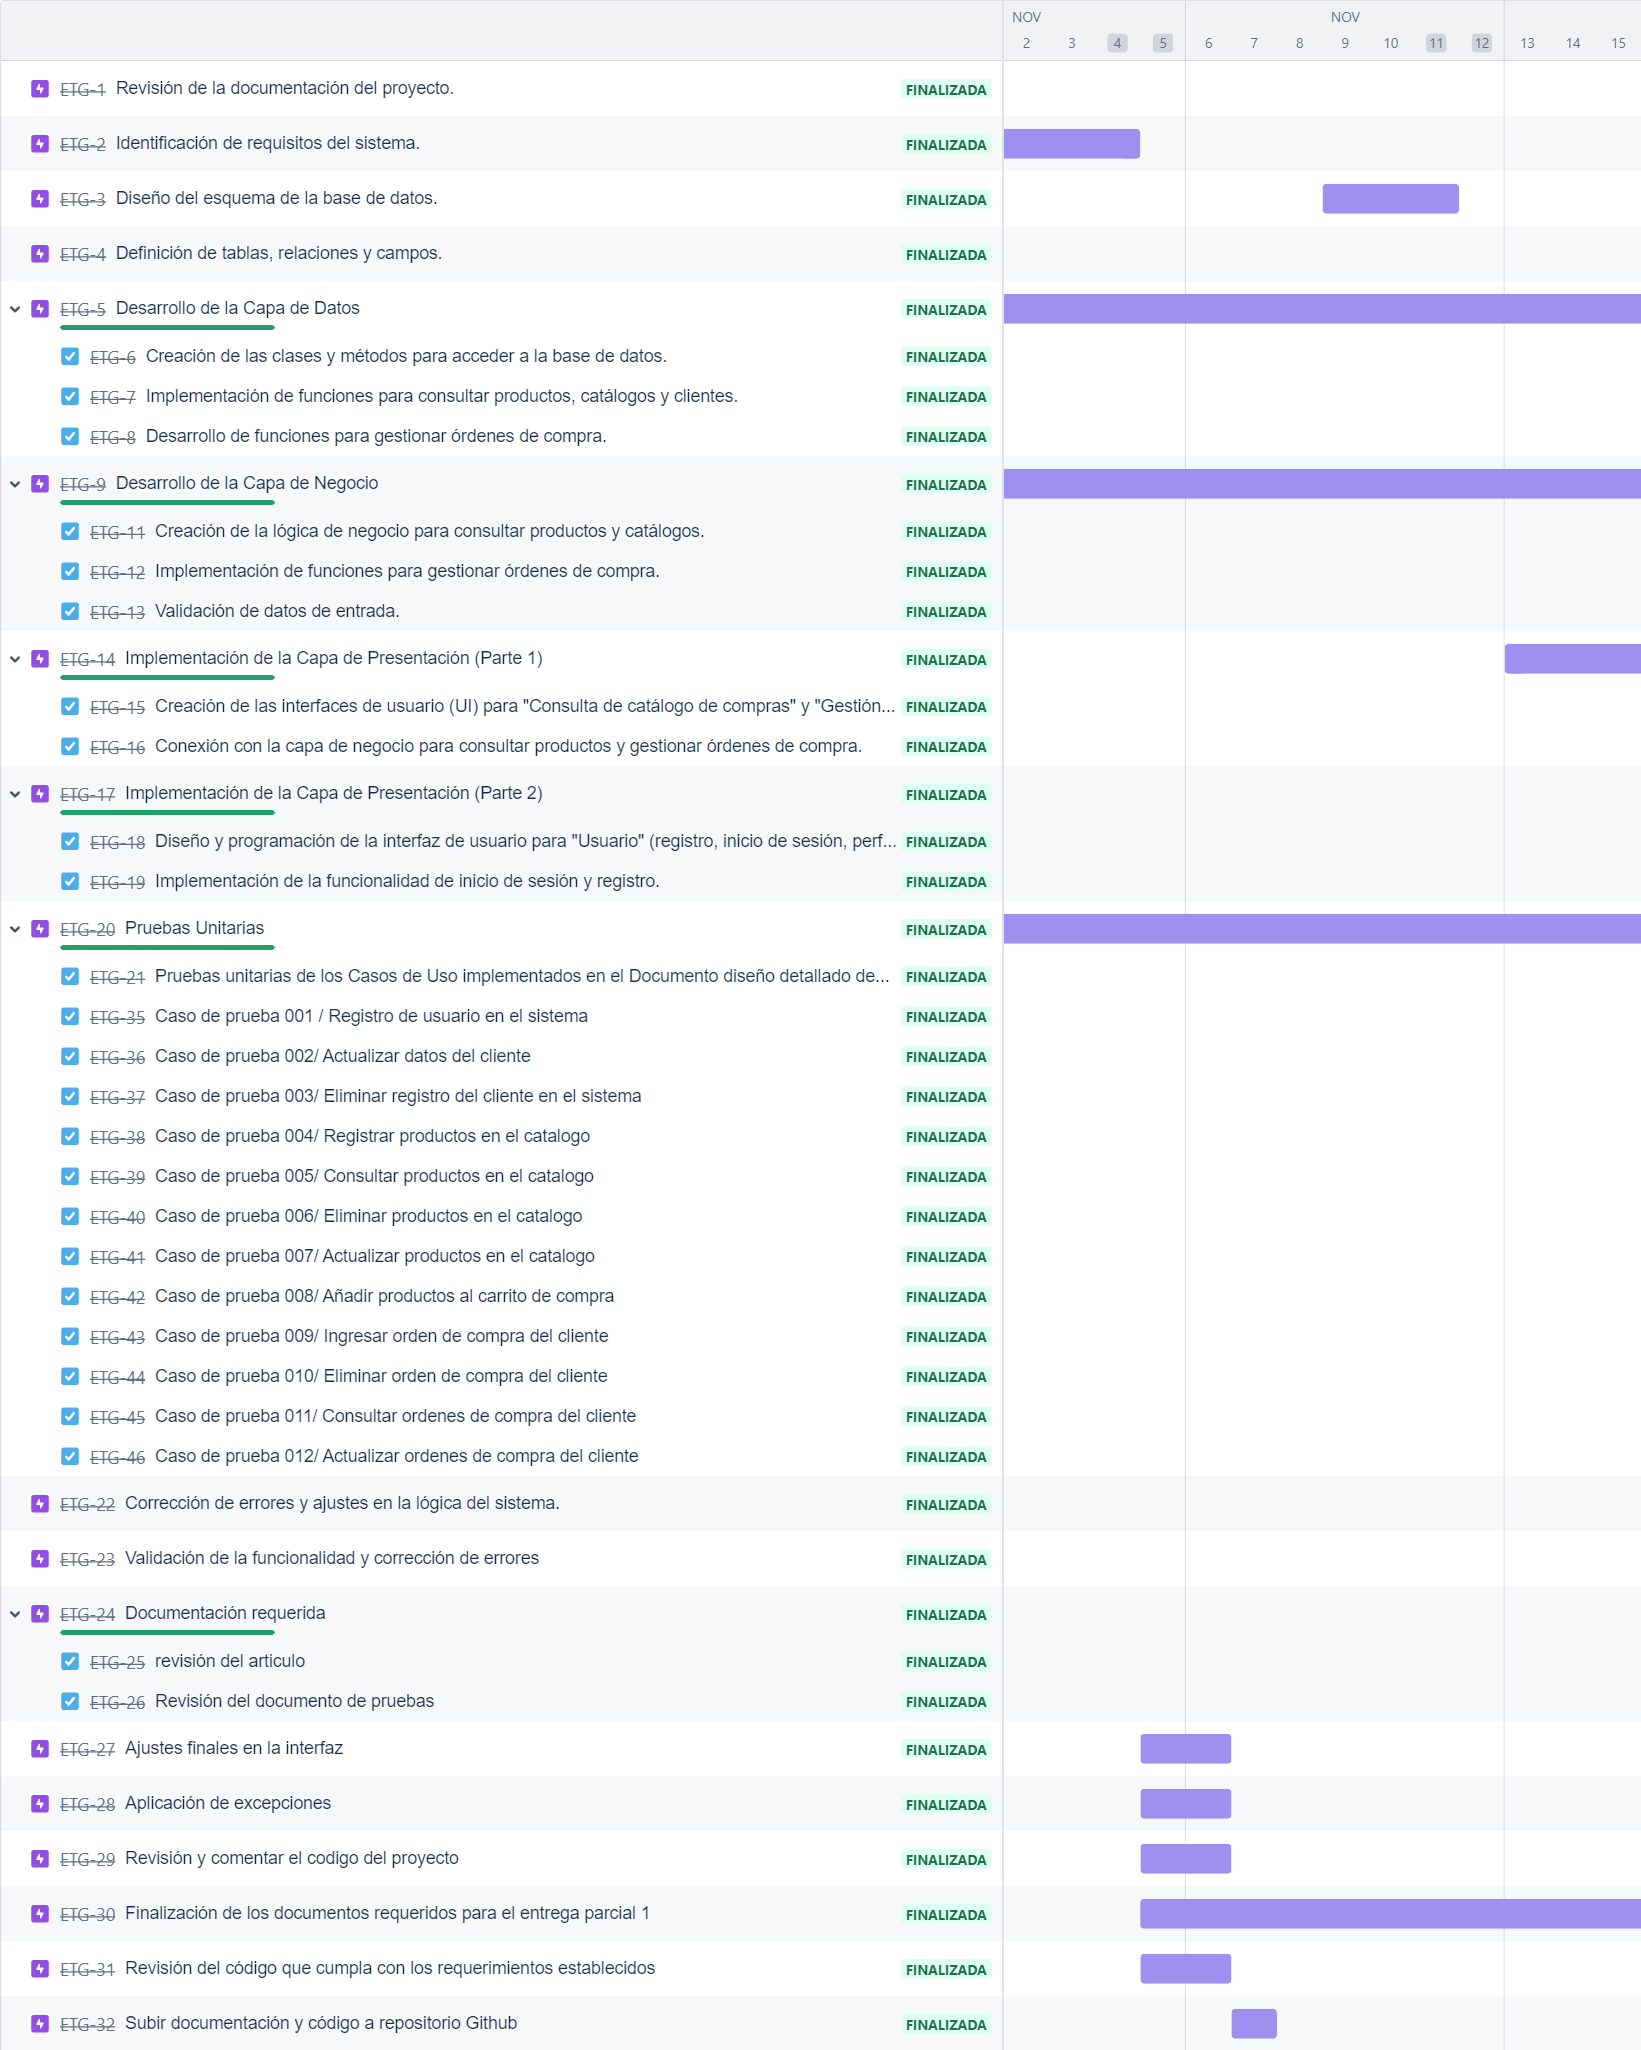 NOV NOV
2 3 4 5 6 7 8 9 10 11 12 13 14 15
ETG-1 Revisión de la documentación del proyecto. FINALIZADA
ETG-2 Identificación de requisitos del sistema. FINALIZADA
ETG-3 Diseño del esquema de la base de datos. FINALIZADA
ETG-4 Definición de tablas, relaciones y campos. FINALIZADA
ETG-5 Desarrollo de la Capa de Datos FINALIZADA
ETG-6 Creación de las clases y métodos para acceder a la base de datos. FINALIZADA
ETG-7 Implementación de funciones para consultar productos, catálogos y clientes. FINALIZADA
ETG-8 Desarrollo de funciones para gestionar órdenes de compra. FINALIZADA
ETG-9 Desarrollo de la Capa de Negocio FINALIZADA
ETG-11 Creación de la lógica de negocio para consultar productos y catálogos. FINALIZADA
ETG-12 Implementación de funciones para gestionar órdenes de compra. FINALIZADA
ETG-13 Validación de datos de entrada. FINALIZADA
ETG-14 Implementación de la Capa de Presentación (Parte 1) FINALIZADA
ETG-15 Creación de las interfaces de usuario (UI) para "Consulta de catálogo de compras" y "Gestión... FINALIZADA
ETG-16 Conexión con la capa de negocio para consultar productos y gestionar órdenes de compra. FINALIZADA
ETG-17 Implementación de la Capa de Presentación (Parte 2) FINALIZADA
ETG-18 Diseño y programación de la interfaz de usuario para "Usuario" (registro, inicio de sesión, perf... FINALIZADA
ETG-19 Implementación de la funcionalidad de inicio de sesión y registro. FINALIZADA
ETG-20 Pruebas Unitarias FINALIZADA
ETG-21 Pruebas unitarias de los Casos de Uso implementados en el Documento diseño detallado de... FINALIZADA
ETG-35 Caso de prueba 001 / Registro de usuario en el sistema FINALIZADA
ETG-36 Caso de prueba 002/ Actualizar datos del cliente FINALIZADA
ETG-37 Caso de prueba 003/ Eliminar registro del cliente en el sistema FINALIZADA
ETG-38 Caso de prueba 004/ Registrar productos en el catalogo FINALIZADA
ETG-39 Caso de prueba 005/ Consultar productos en el catalogo FINALIZADA
ETG-40 Caso de prueba 006/ Eliminar productos en el catalogo FINALIZADA
ETG-41 Caso de prueba 007/ Actualizar productos en el catalogo FINALIZADA
ETG-42 Caso de prueba 008/ Añadir productos al carrito de compra FINALIZADA
ETG-43 Caso de prueba 009/ Ingresar orden de compra del cliente FINALIZADA
ETG-44 Caso de prueba 010/ Eliminar orden de compra del cliente FINALIZADA
ETG-45 Caso de prueba 011/ Consultar ordenes de compra del cliente FINALIZADA
ETG-46 Caso de prueba 012/ Actualizar ordenes de compra del cliente FINALIZADA
ETG-22 Corrección de errores y ajustes en la lógica del sistema. FINALIZADA
ETG-23 Validación de la funcionalidad y corrección de errores FINALIZADA
ETG-24 Documentación requerida FINALIZADA
ETG-25 revisión del articulo FINALIZADA
ETG-26 Revisión del documento de pruebas FINALIZADA
ETG-27 Ajustes finales en la interfaz FINALIZADA
ETG-28 Aplicación de excepciones FINALIZADA
ETG-29 Revisión y comentar el codigo del proyecto FINALIZADA
ETG-30 Finalización de los documentos requeridos para el entrega parcial 1 FINALIZADA
ETG-31 Revisión del código que cumpla con los requerimientos establecidos FINALIZADA
ETG-32 Subir documentación y código a repositorio Github FINALIZADA